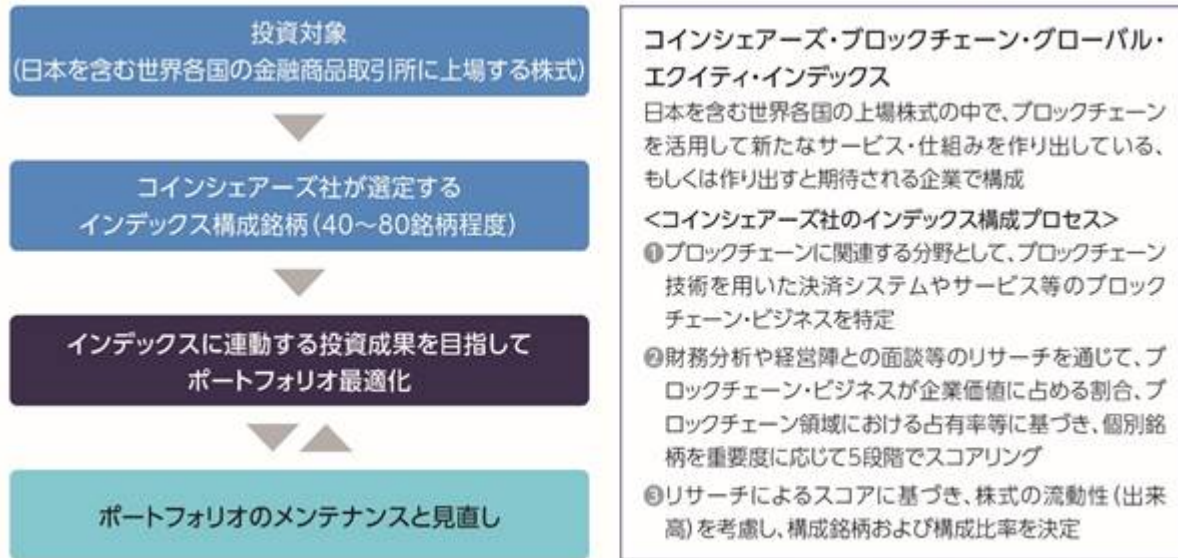 投資対象
(日本を含む世界各国の金融商品取引所に上場する株式)
コインシェアーズ社が選定する
インデックス構成銘柄(40～80銘柄程度)
インデックスに連動する投資成果を目指して
ポートフォリオ最適化
ポートフォリオのメンテナンスと見直し
コインシェアーズ・ブロックチェーン・グローバル・
エクイティ・インデックス
日本を含む世界各国の上場株式の中で、ブロックチェーン
を活用して新たなサービス・仕組みを作り出している、
もしくは作り出すと期待される企業で構成
<コインシェアーズ社のインデックス構成プロセス>
❶ブロックチェーンに関連する分野として、ブロックチェーン
技術を用いた決済システムやサービス等のブロック
チェーン・ビジネスを特定
❷財務分析や経営陣との面談等のリサーチを通じて、ブ
ロックチェーン・ビジネスが企業価値に占める割合、ブ
ロックチェーン領域における占有率等に基づき、個別銘
柄を重要度に応じて5段階でスコアリング
❸リサーチによるスコアに基づき、株式の流動性(出来
高)を考慮し、構成銘柄および構成比率を決定